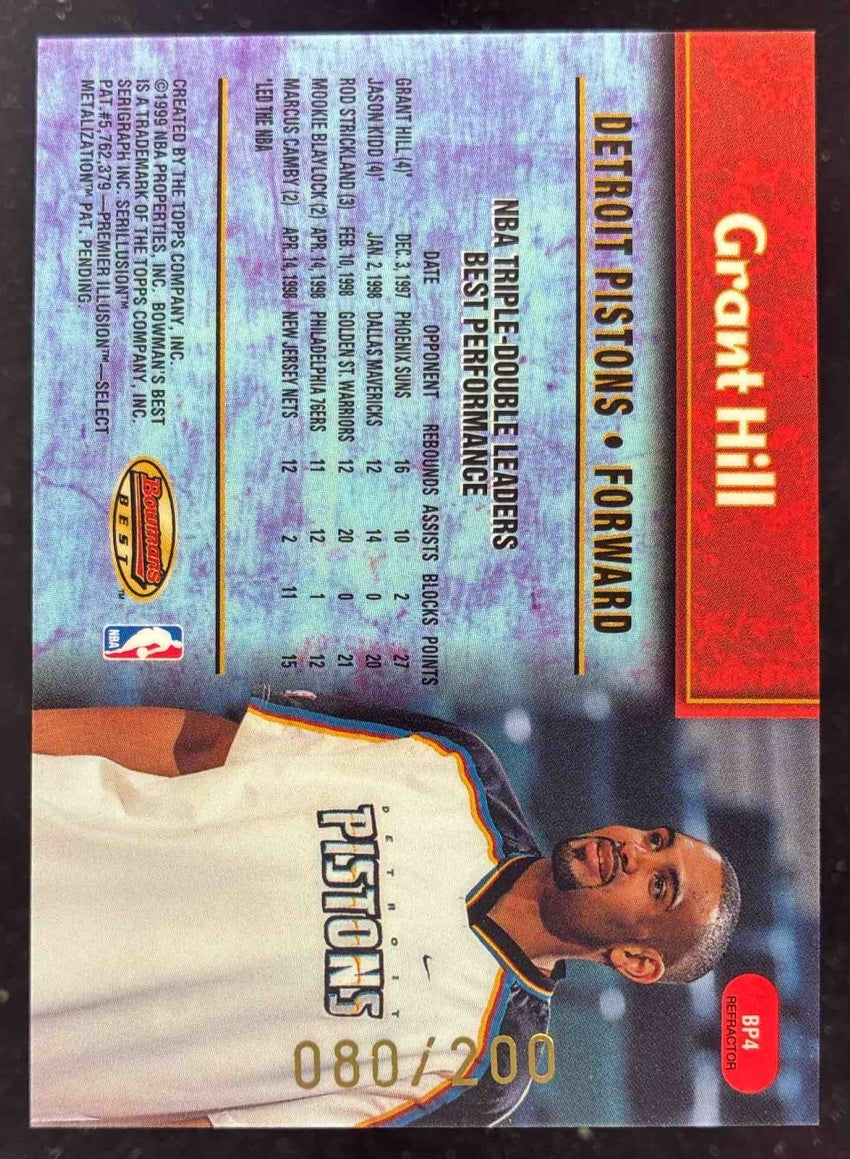 Grant Hill
DETROIT PISTONS • FORWARD
NBA TRIPLE-DOUBLE LEADERS
BEST PERFORMANCE
DATE OPPONENT REBOUNDS ASSISTS BLOCKS POINTS
GRANT HILL (4)* DEC. 3, 1997 PHOENIX SUNS 16 10 2 27
JASON KIDD (4)* JAN. 2, 1998 DALLAS MAVERICKS 12 14 0 20
ROD STRICKLAND (3) FEB. 10, 1998 GOLDEN ST. WARRIORS 12 20 0 21
MOOKIE BLAYLOCK (2) APR. 14, 1998 PHILADELPHIA 76ERS 11 12 1 12
MARCUS CAMBY (2) APR. 14, 1998 NEW JERSEY NETS 12 2 11 15
*LED THE NBA
CREATED BY THE TOPPS COMPANY, INC.
©1999 NBA PROPERTIES, INC. BOWMAN'S BEST
IS A TRADEMARK OF THE TOPPS COMPANY, INC.
SERIGRAPH INC. SERILLUSION™
PAT. #5,762,379 —PREMIER ILLUSION™—SELECT
METALIZATION™ PAT. PENDING.
Bowman's
BEST™
NBA
BP4
REFRACTOR
DETROIT
PISTONS
080/200